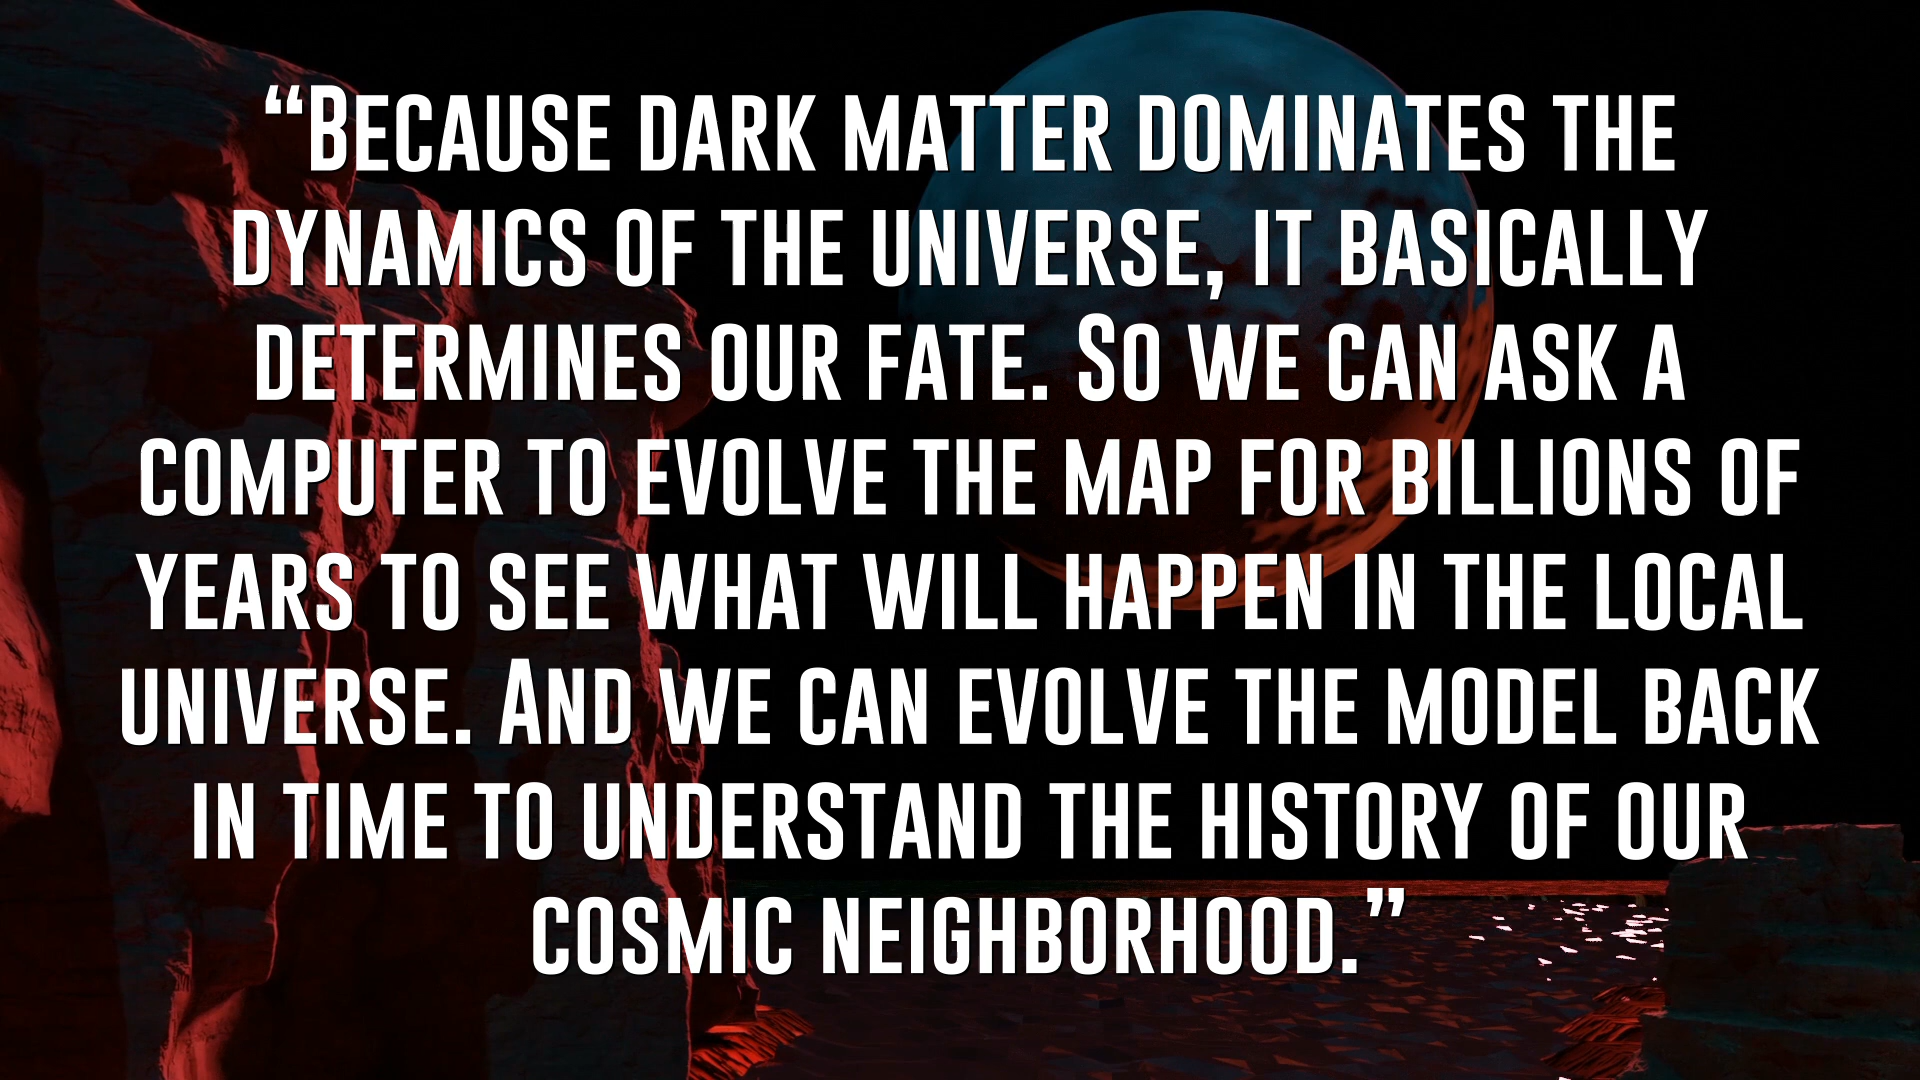 “Because dark matter dominates the
dynamics of the universe, it basically
determines our fate. So we can ask a
computer to evolve the map for billions of
years to see what will happen in the local
universe. And we can evolve the model back
in time to understand the history of our
cosmic neighborhood.”